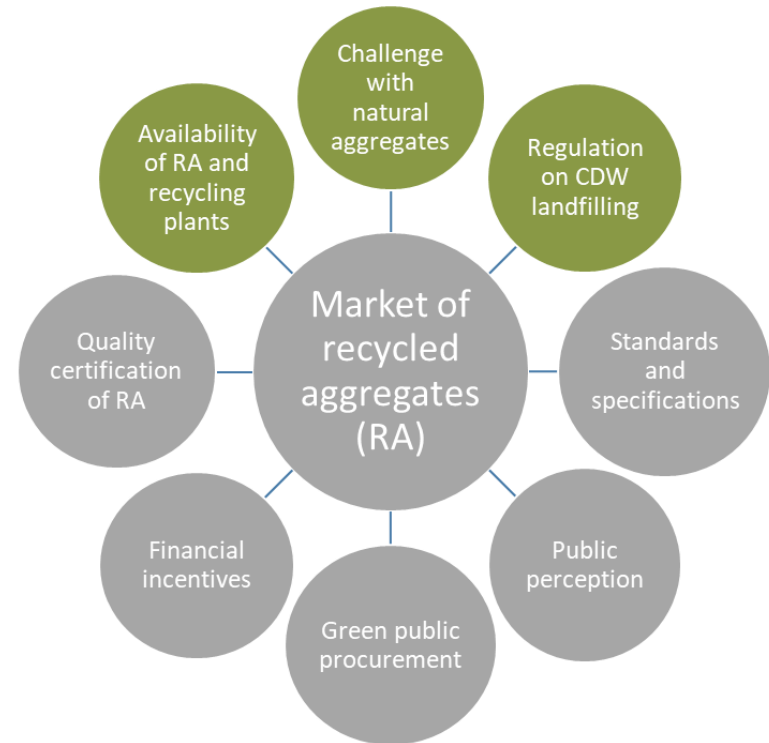 Challenge
with
natural
aggregates
Regulation
on CDW
landfilling
Standards
and
specifications
Public
perception
Green public
procurement
Financial
incentives
Quality
certification
of RA
Availability
of RA and
recycling
plants
Market of
recycled
aggregates
(RA)